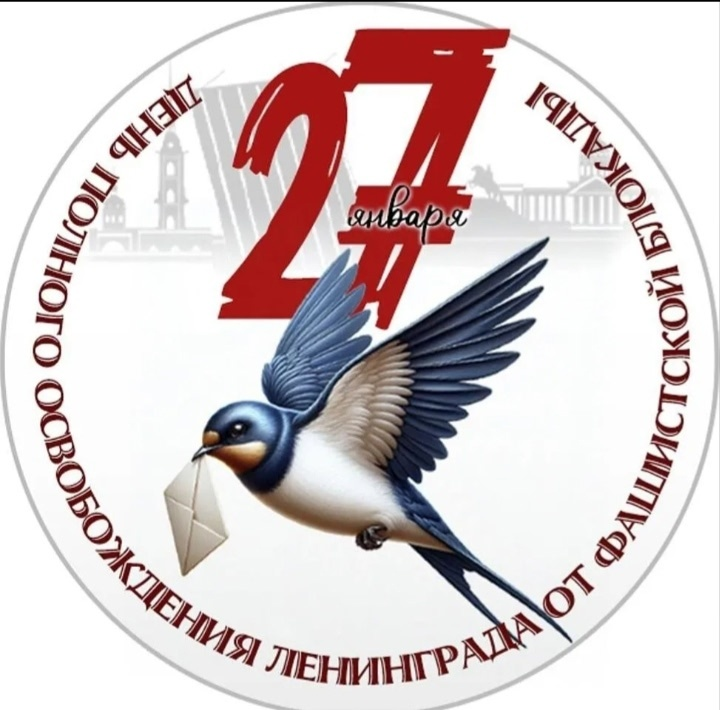 27
января
ДЕНЬ ПОЛНОГО ОСВОБОЖДЕНИЯ ЛЕНИНГРАДА ОТ ФАШИСТСКОЙ БЛОКАДЫ